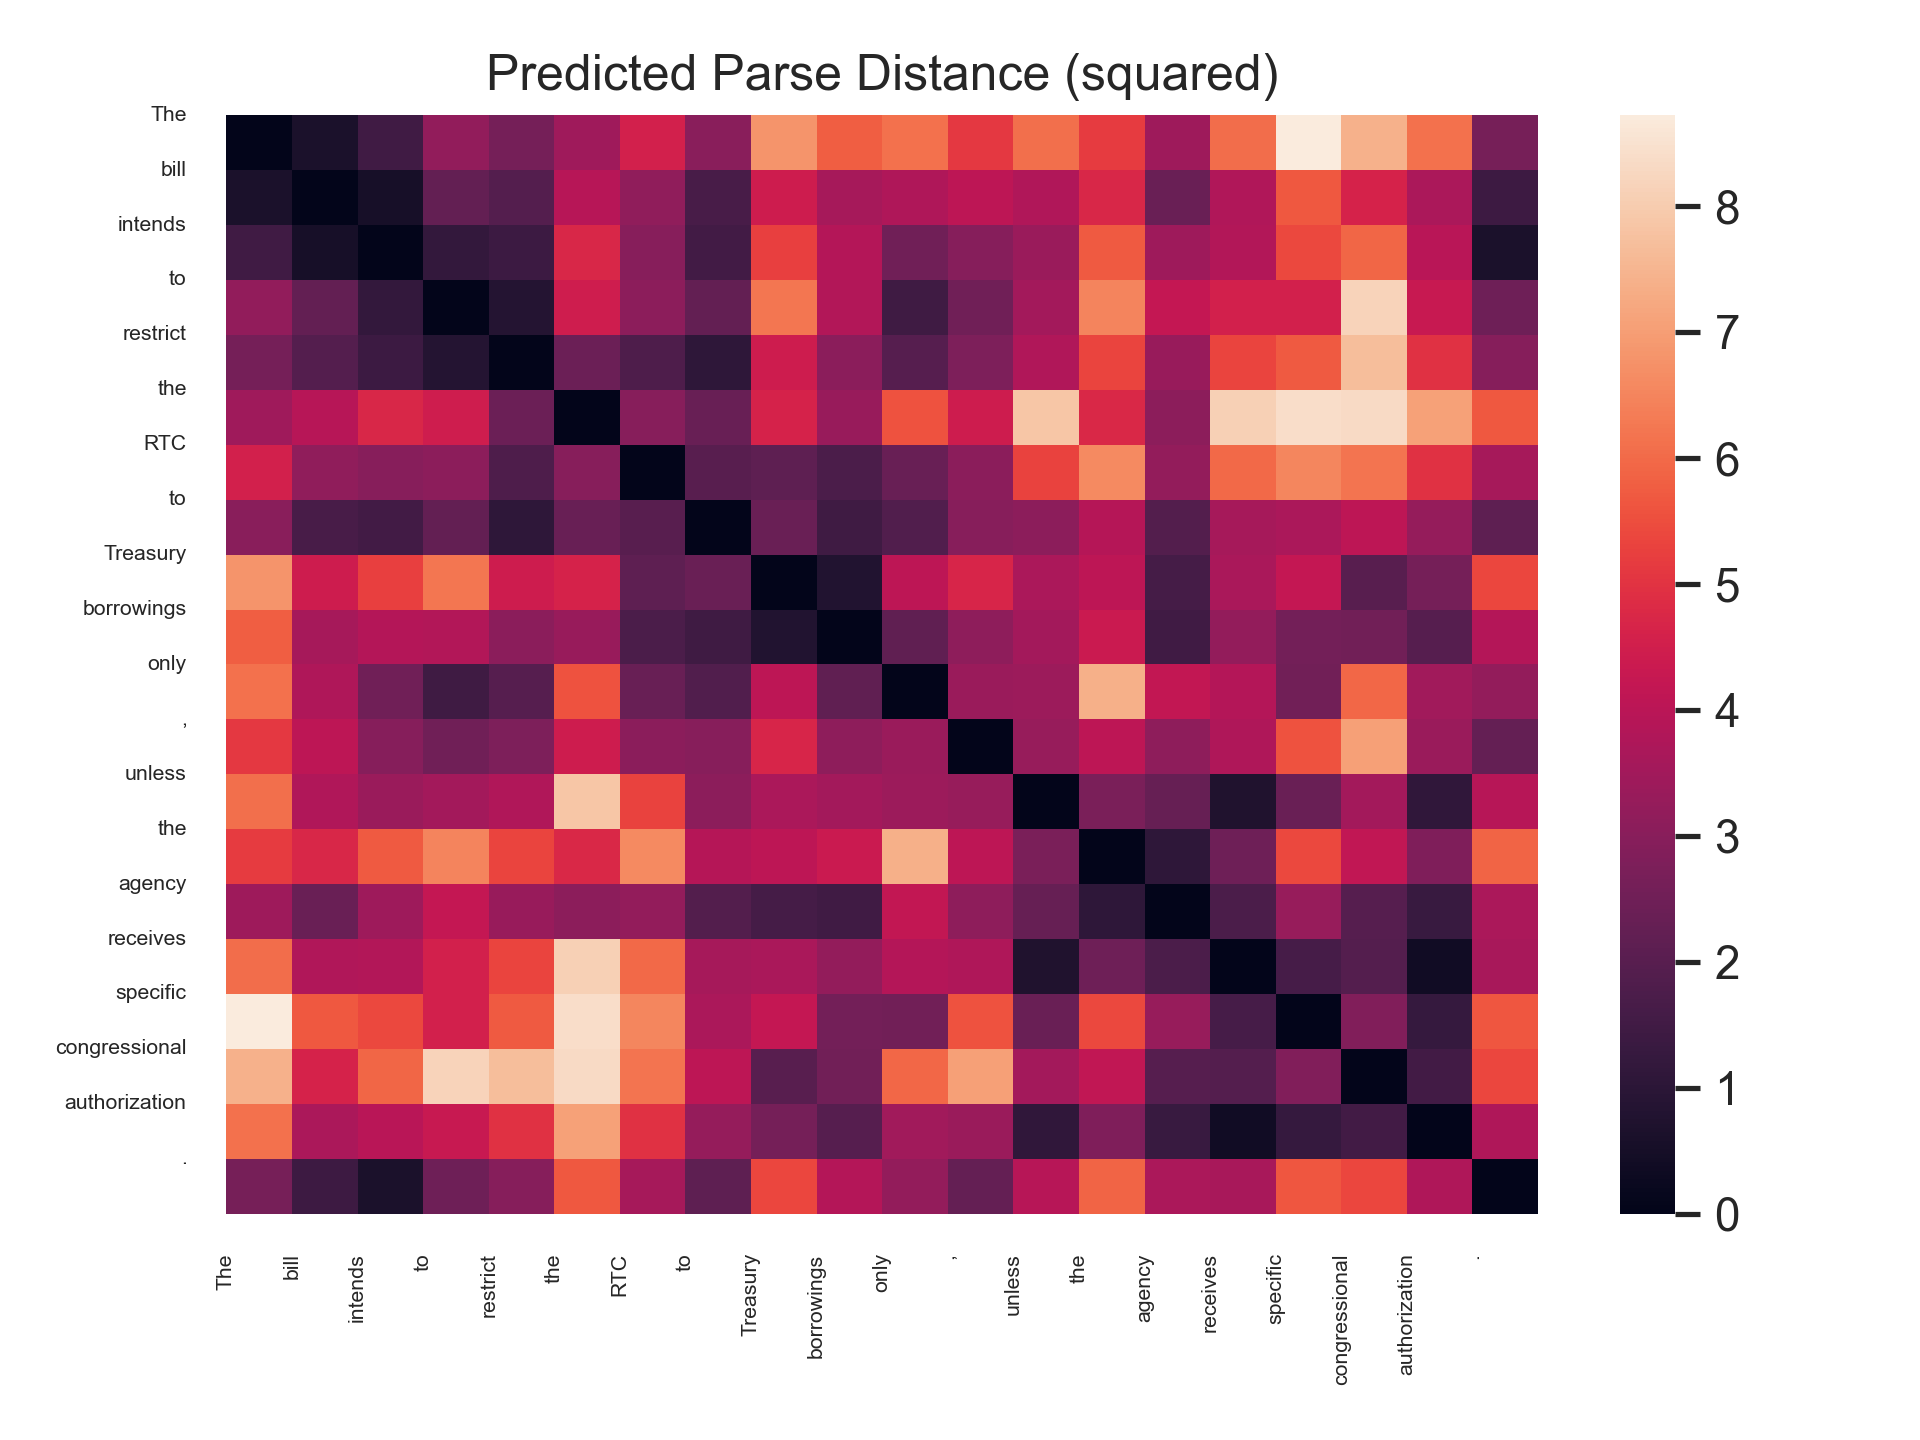 Predicted Parse Distance (squared)
The
bill
intends
to
restrict
the
RTC
to
Treasury
borrowings
only
,
unless
the
agency
receives
specific
congressional
authorization
.
8
7
6
5
4
3
2
1
0
The
bill
intends
to
restrict
the
RTC
to
Treasury
borrowings
only
,
unless
the
agency
receives
specific
congressional
authorization
.